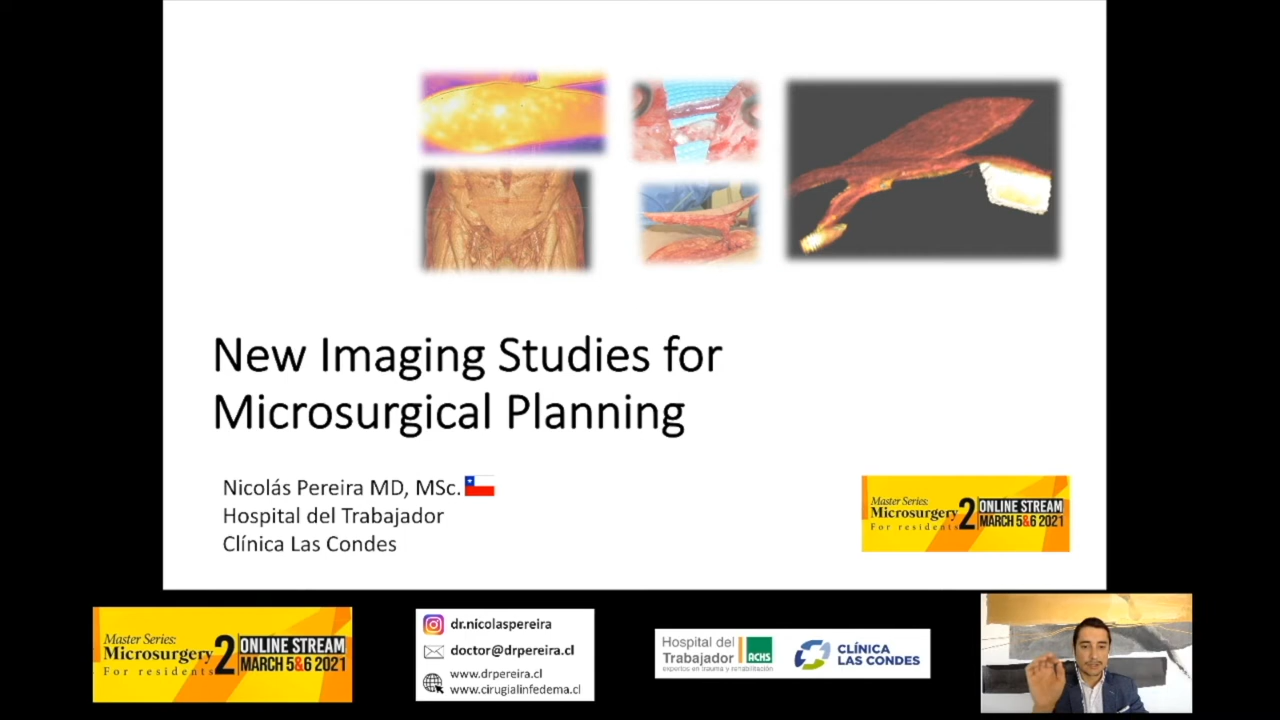 New Imaging Studies for
Microsurgical Planning
Nicolás Pereira MD, MSc.
Hospital del Trabajador
Clínica Las Condes
Master Series:
Microsurgery 2
For residents
ONLINE STREAM
MARCH 5&6 2021
Master Series:
Microsurgery 2
For residents
ONLINE STREAM
MARCH 5&6 2021
dr.nicolaspereira
doctor@drpereira.cl
www.drpereira.cl
www.cirugialinfedema.cl
Hospital del
Trabajador
ACHS
expertos en trauma y rehabilitación
CLÍNICA
LAS CONDES